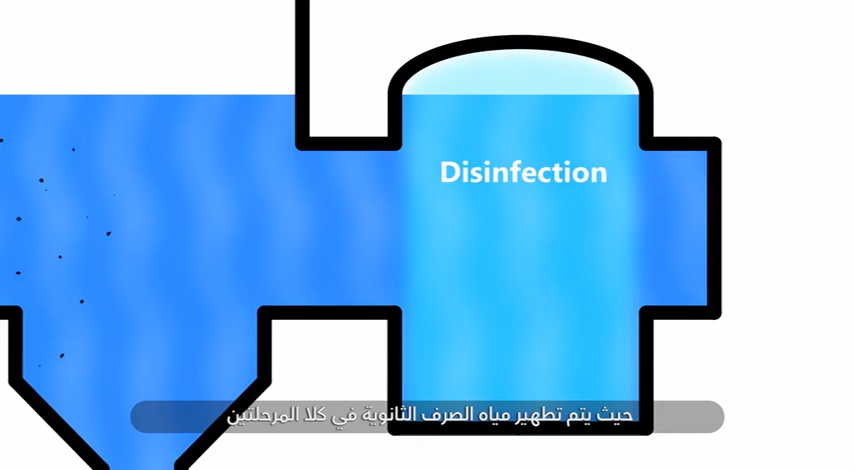 Disinfection
حيث يتم تطهير مياه الصرف الثانوية في كلا المرحلتين